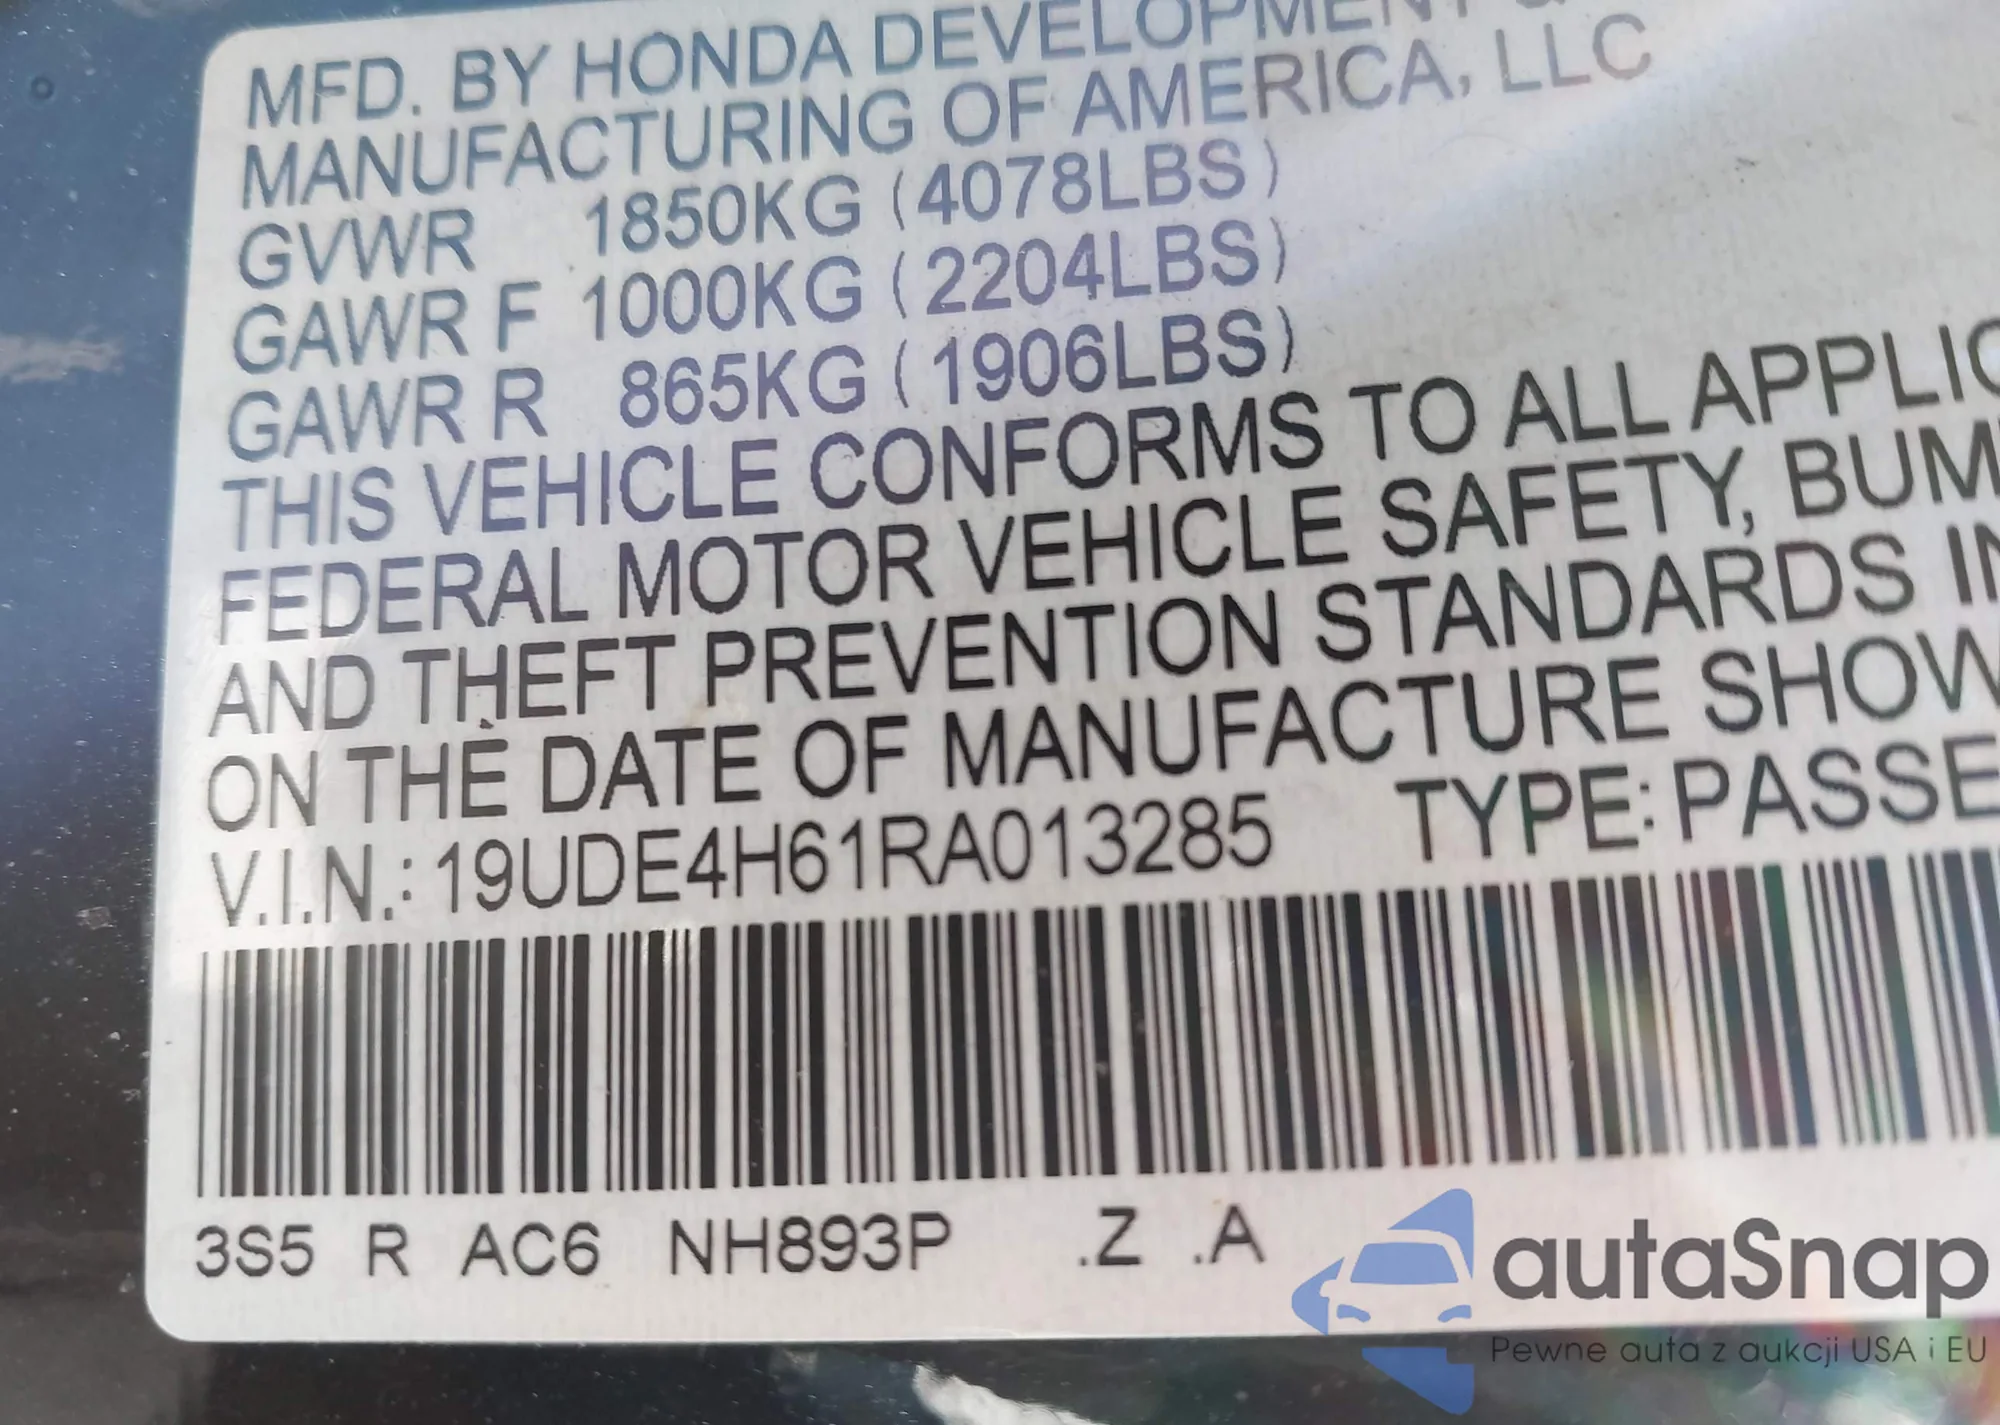 MFD. BY HONDA DEVELOPMENT &
MANUFACTURING OF AMERICA, LLC
GVWR 1850KG (4078LBS)
GAWR F 1000KG (2204LBS)
GAWR R 865KG (1906LBS)
THIS VEHICLE CONFORMS TO ALL APPLIC
FEDERAL MOTOR VEHICLE SAFETY, BUM
AND THEFT PREVENTION STANDARDS IN
ON THE DATE OF MANUFACTURE SHOW
V.I.N.: 19UDE4H61RA013285 TYPE: PASSE
3S5 R AC6 NH893P .Z .A
autaSnap
Pewne auta z aukcji USA i EU